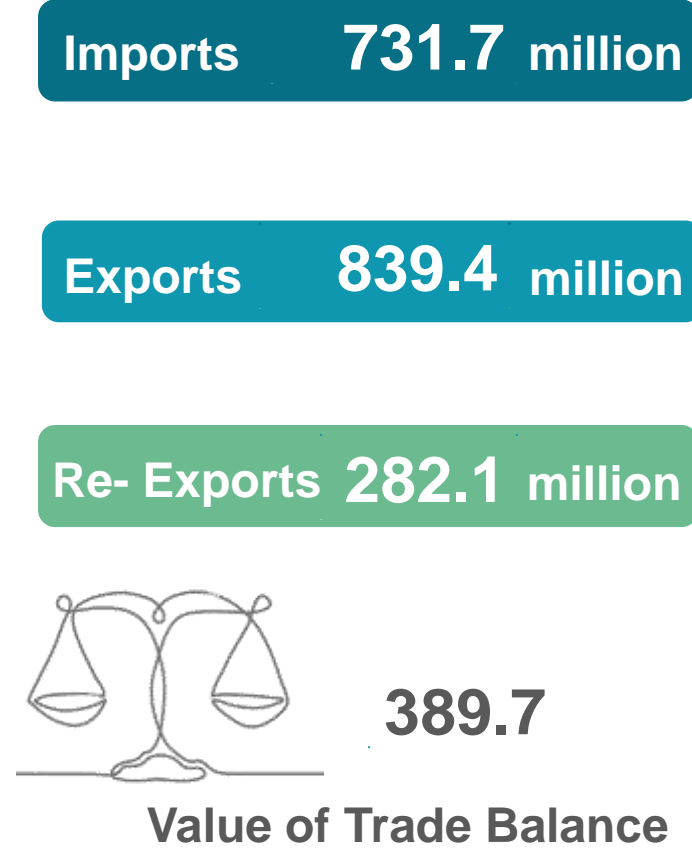 Imports 731.7 million
Exports 839.4 million
Re- Exports 282.1 million
389.7
Value of Trade Balance